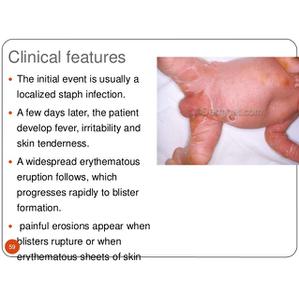 Clinical features
• The initial event is usually a
localized staph infection.
• A few days later, the patient
develop fever, irritability and
skin tenderness.
• A widespread erythematous
eruption follows, which
progresses rapidly to blister
formation.
• painful erosions appear when
blisters rupture or when
59
erythematous sheets of skin